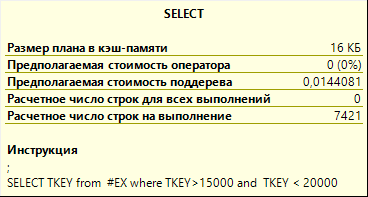 SELECT
Размер плана в кэш-памяти 16 КБ
Предполагаемая стоимость оператора 0 (0%)
Предполагаемая стоимость поддерева 0,0144081
Расчетное число строк для всех выполнений 0
Расчетное число строк на выполнение 7421
Инструкция
;
SELECT TKEY from #EX where TKEY>15000 and TKEY < 20000